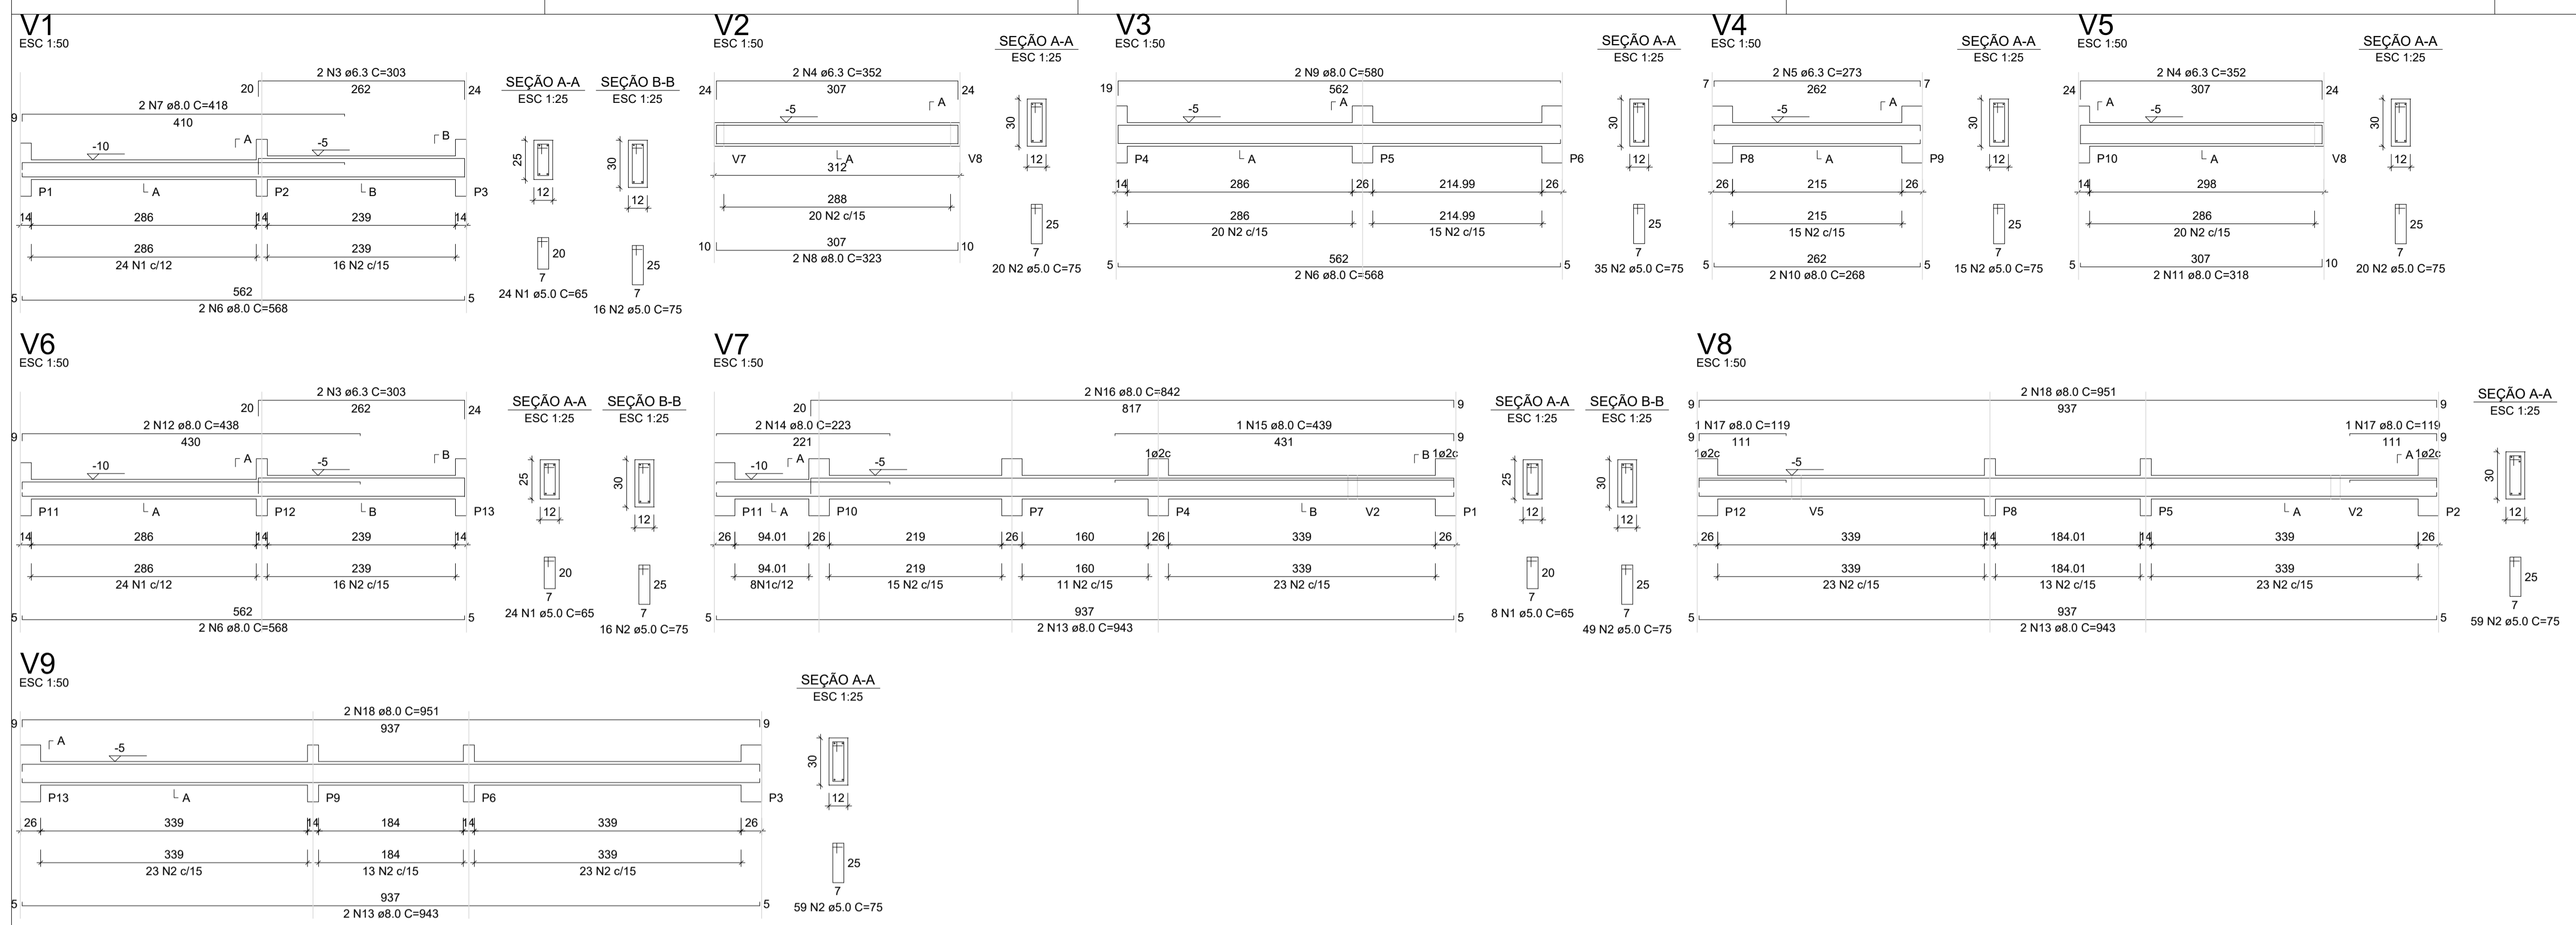 V1
ESC 1:50
2 N3 ø6.3 C=303
20
262
24
2 N7 ø8.0 C=418
9
410
A
B
-10
-5
P1
A
P2
B
P3
14
286
14
239
14
286
24 N1 c/12
239
16 N2 c/15
5
562
5
2 N6 ø8.0 C=568
SEÇÃO A-A
ESC 1:25
25
12
20
7
24 N1 ø5.0 C=65
SEÇÃO B-B
ESC 1:25
30
12
25
7
16 N2 ø5.0 C=75
V2
ESC 1:50
2 N4 ø6.3 C=352
24
307
24
A
-5
V7
A
V8
312
288
20 N2 c/15
10
307
10
2 N8 ø8.0 C=323
SEÇÃO A-A
ESC 1:25
30
12
25
7
20 N2 ø5.0 C=75
V3
ESC 1:50
2 N9 ø8.0 C=580
19
562
A
-5
P4
A
P5
P6
14
286
26
214.99
26
286
20 N2 c/15
214.99
15 N2 c/15
5
562
5
2 N6 ø8.0 C=568
SEÇÃO A-A
ESC 1:25
30
12
25
7
35 N2 ø5.0 C=75
V4
ESC 1:50
2 N5 ø6.3 C=273
7
262
7
A
-5
P8
A
P9
26
215
26
215
15 N2 c/15
5
262
5
2 N10 ø8.0 C=268
SEÇÃO A-A
ESC 1:25
30
12
25
7
15 N2 ø5.0 C=75
V5
ESC 1:50
2 N4 ø6.3 C=352
24
307
24
A
-5
P10
A
V8
14
298
286
20 N2 c/15
5
307
10
2 N11 ø8.0 C=318
SEÇÃO A-A
ESC 1:25
30
12
25
7
20 N2 ø5.0 C=75
V6
ESC 1:50
2 N3 ø6.3 C=303
20
262
24
2 N12 ø8.0 C=438
9
430
A
B
-10
-5
P11
A
P12
B
P13
14
286
14
239
14
286
24 N1 c/12
239
16 N2 c/15
5
562
5
2 N6 ø8.0 C=568
SEÇÃO A-A
ESC 1:25
25
12
20
7
24 N1 ø5.0 C=65
SEÇÃO B-B
ESC 1:25
30
12
25
7
16 N2 ø5.0 C=75
V7
ESC 1:50
2 N16 ø8.0 C=842
20
817
9
2 N14 ø8.0 C=223
221
1 N15 ø8.0 C=439
431
9
A
1ø2c
B
1ø2c
-10
-5
P11
A
P10
P7
P4
B
V2
P1
26
94.01
26
219
26
160
26
339
26
94.01
8N1c/12
219
15 N2 c/15
160
11 N2 c/15
339
23 N2 c/15
5
937
5
2 N13 ø8.0 C=943
SEÇÃO A-A
ESC 1:25
25
12
20
7
8 N1 ø5.0 C=65
SEÇÃO B-B
ESC 1:25
30
12
25
7
49 N2 ø5.0 C=75
V8
ESC 1:50
2 N18 ø8.0 C=951
9
937
9
1 N17 ø8.0 C=119
9
111
1 N17 ø8.0 C=119
111
9
1ø2c
A
1ø2c
-5
P12
V5
P8
P5
A
V2
P2
26
339
14
184.01
14
339
26
339
23 N2 c/15
184.01
13 N2 c/15
339
23 N2 c/15
5
937
5
2 N13 ø8.0 C=943
SEÇÃO A-A
ESC 1:25
30
12
25
7
59 N2 ø5.0 C=75
V9
ESC 1:50
2 N18 ø8.0 C=951
9
937
9
A
-5
P13
A
P9
P6
P3
26
339
14
184
14
339
26
339
23 N2 c/15
184
13 N2 c/15
339
23 N2 c/15
5
937
5
2 N13 ø8.0 C=943
SEÇÃO A-A
ESC 1:25
30
12
25
7
59 N2 ø5.0 C=75